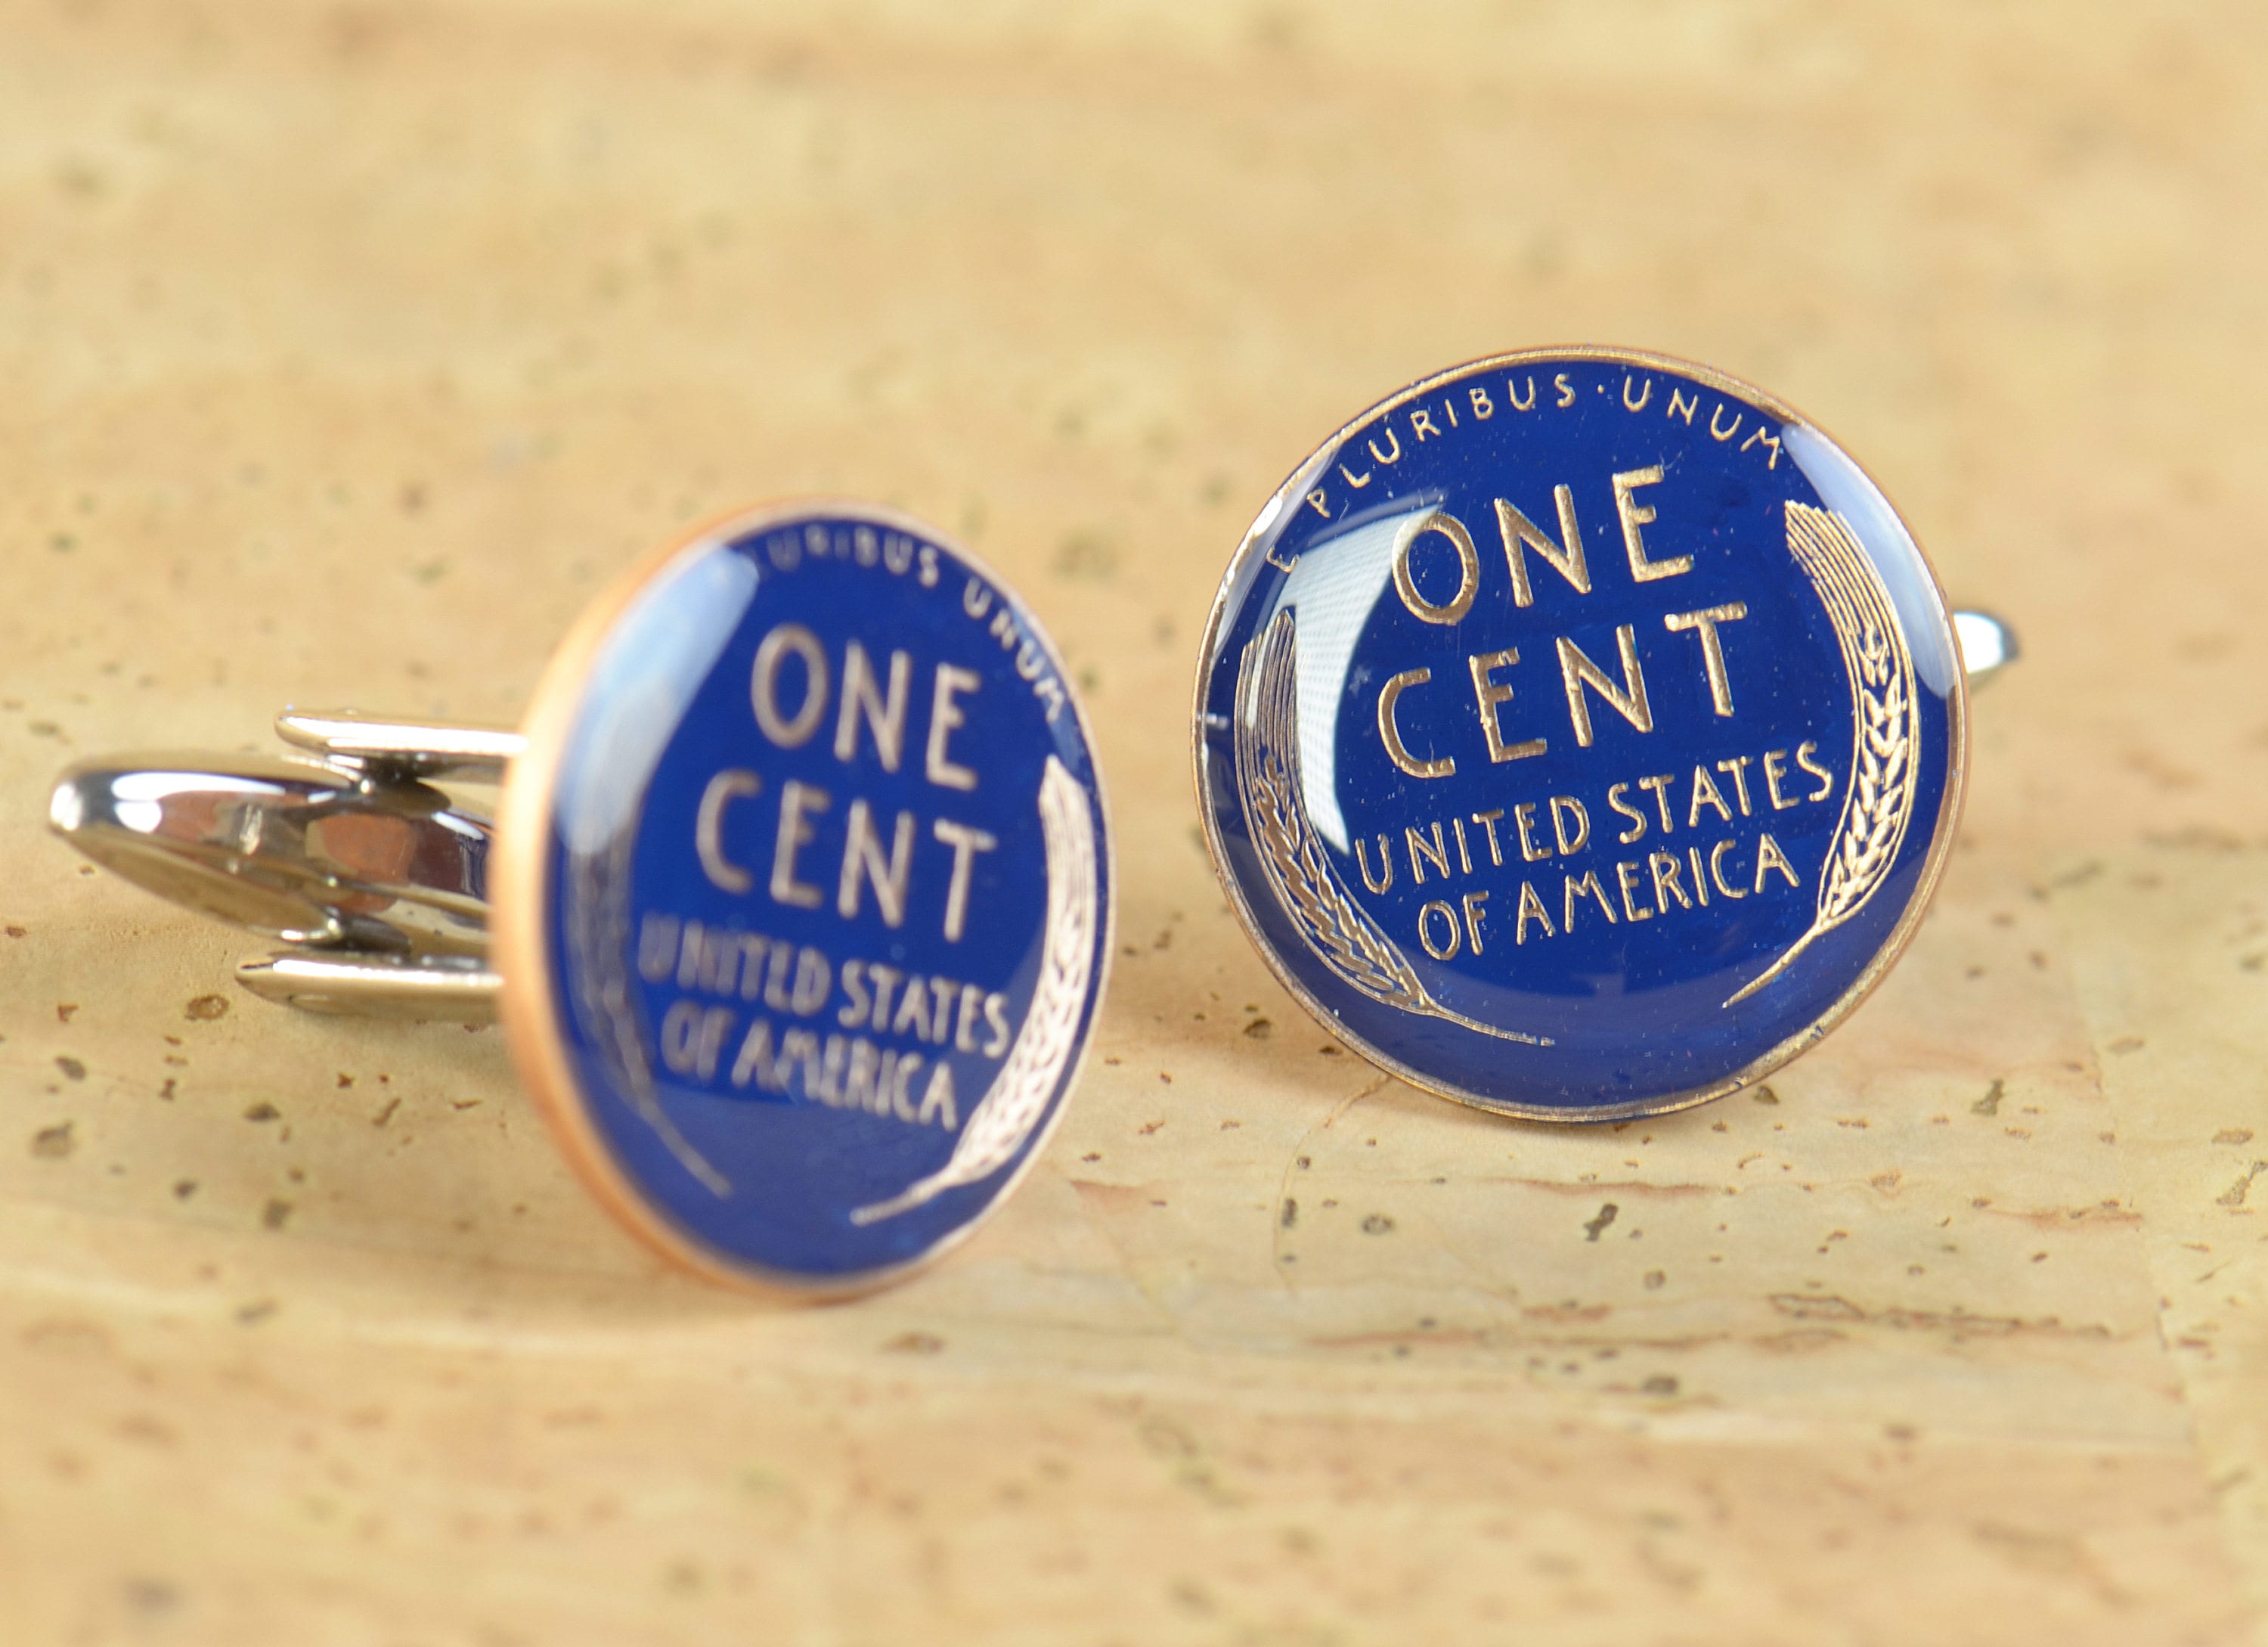 URIBUS UNUM
ONE
CENT
UNITED STATES
OF AMERICA
E PLURIBUS · UNUM
ONE
CENT
UNITED STATES
OF AMERICA